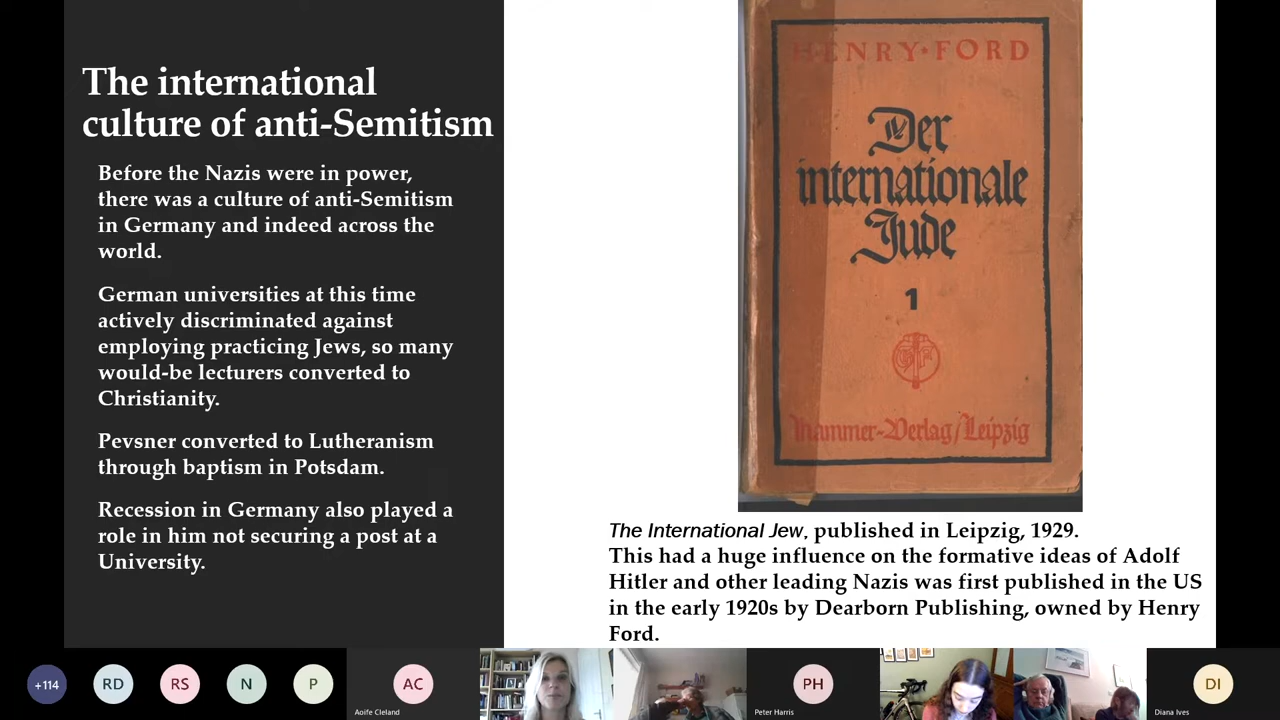 The international
culture of anti-Semitism
Before the Nazis were in power,
there was a culture of anti-Semitism
in Germany and indeed across the
world.
German universities at this time
actively discriminated against
employing practicing Jews, so many
would-be lecturers converted to
Christianity.
Pevsner converted to Lutheranism
through baptism in Potsdam.
Recession in Germany also played a
role in him not securing a post at a
University.
HENRY·FORD
Der
internationale
Jude
1
Hammer-Verlag/Leipzig
The International Jew, published in Leipzig, 1929.
This had a huge influence on the formative ideas of Adolf
Hitler and other leading Nazis was first published in the US
in the early 1920s by Dearborn Publishing, owned by Henry
Ford.
+114
RD
RS
N
P
AC
Aoife Cleland
PH
Peter Harris
DI
Diana Ives